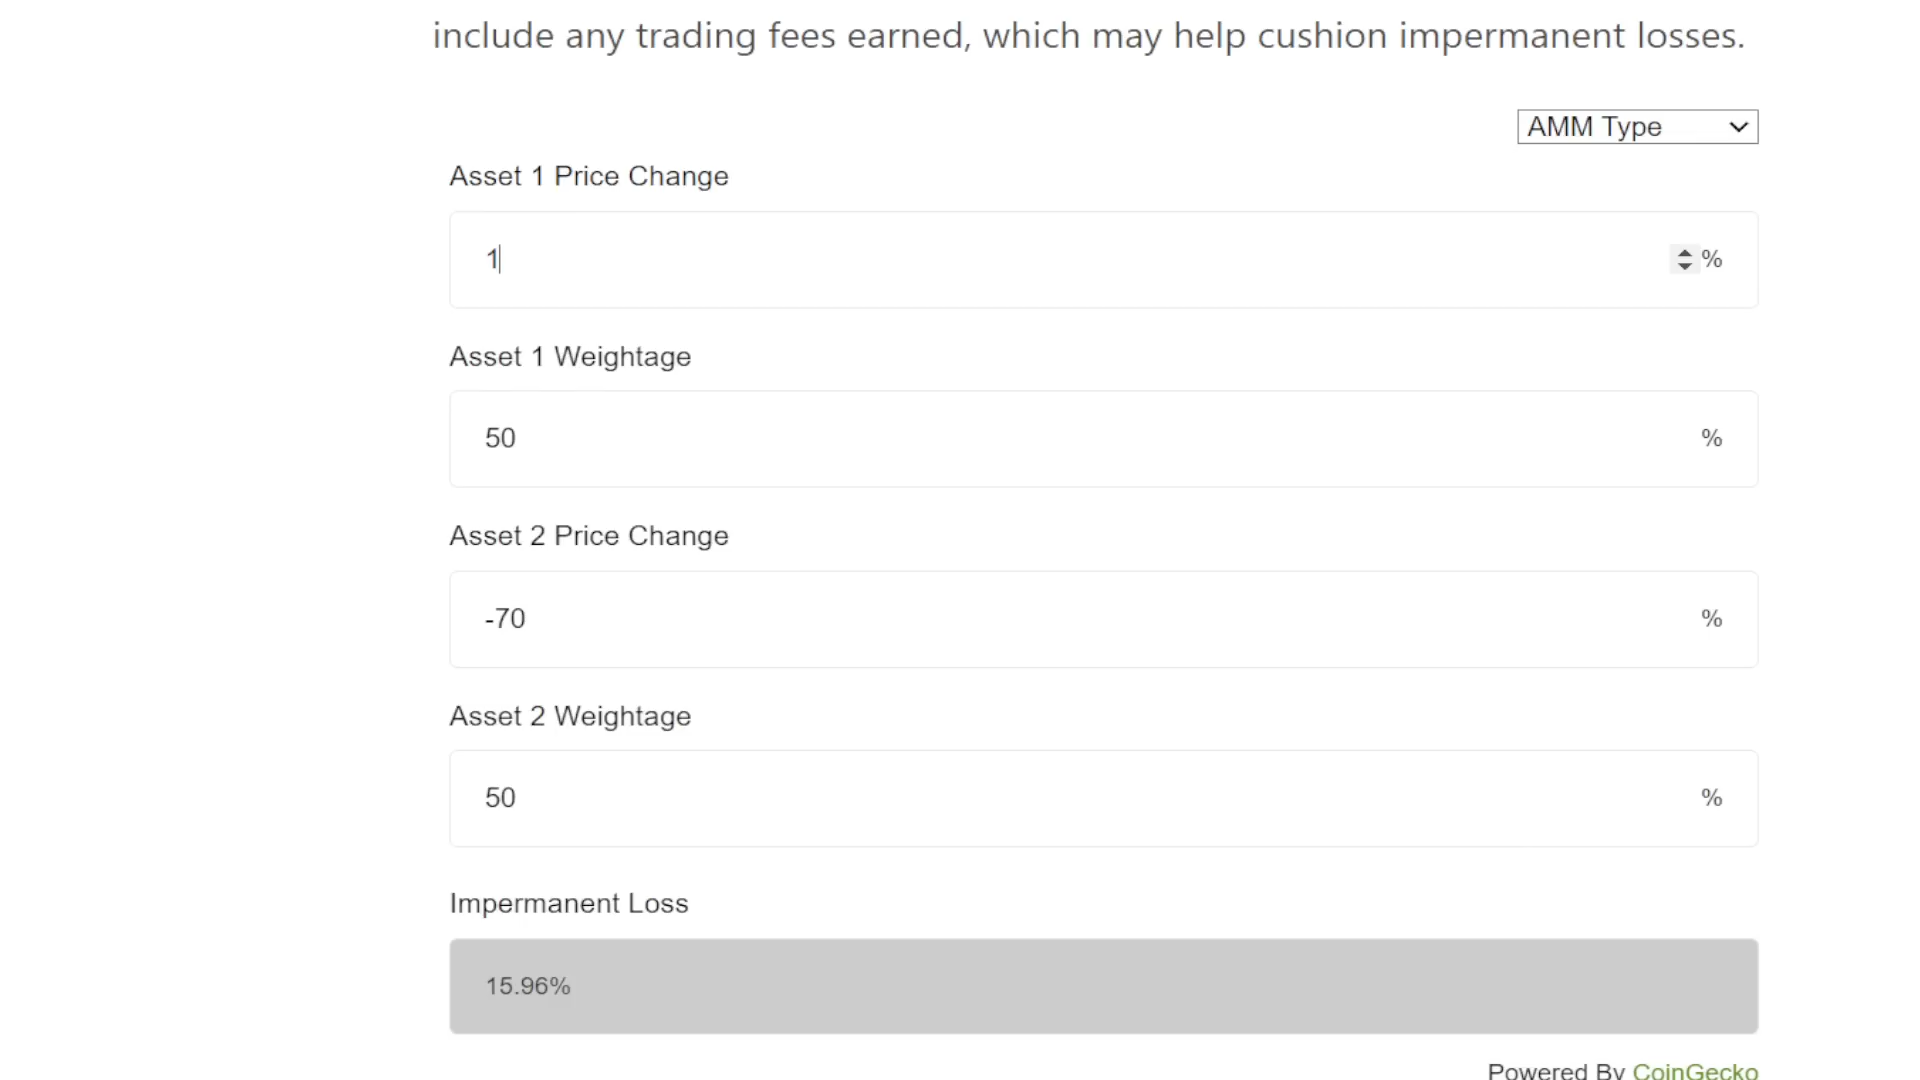 include any trading fees earned, which may help cushion impermanent losses.
AMM Type
Asset 1 Price Change
1 %
Asset 1 Weightage
50 %
Asset 2 Price Change
-70 %
Asset 2 Weightage
50 %
Impermanent Loss
15.96%
Powered By CoinGecko